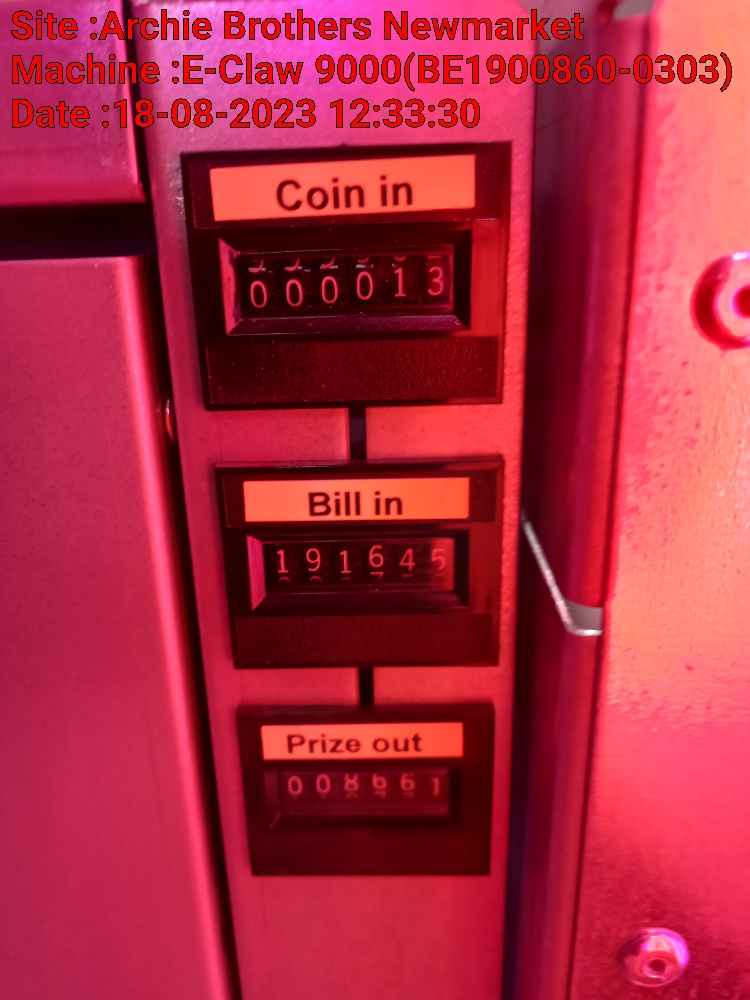 Site :Archie Brothers Newmarket
Machine :E-Claw 9000(BE1900860-0303)
Date :18-08-2023 12:33:30
Coin in
000013
Bill in
191645
Prize out
008661